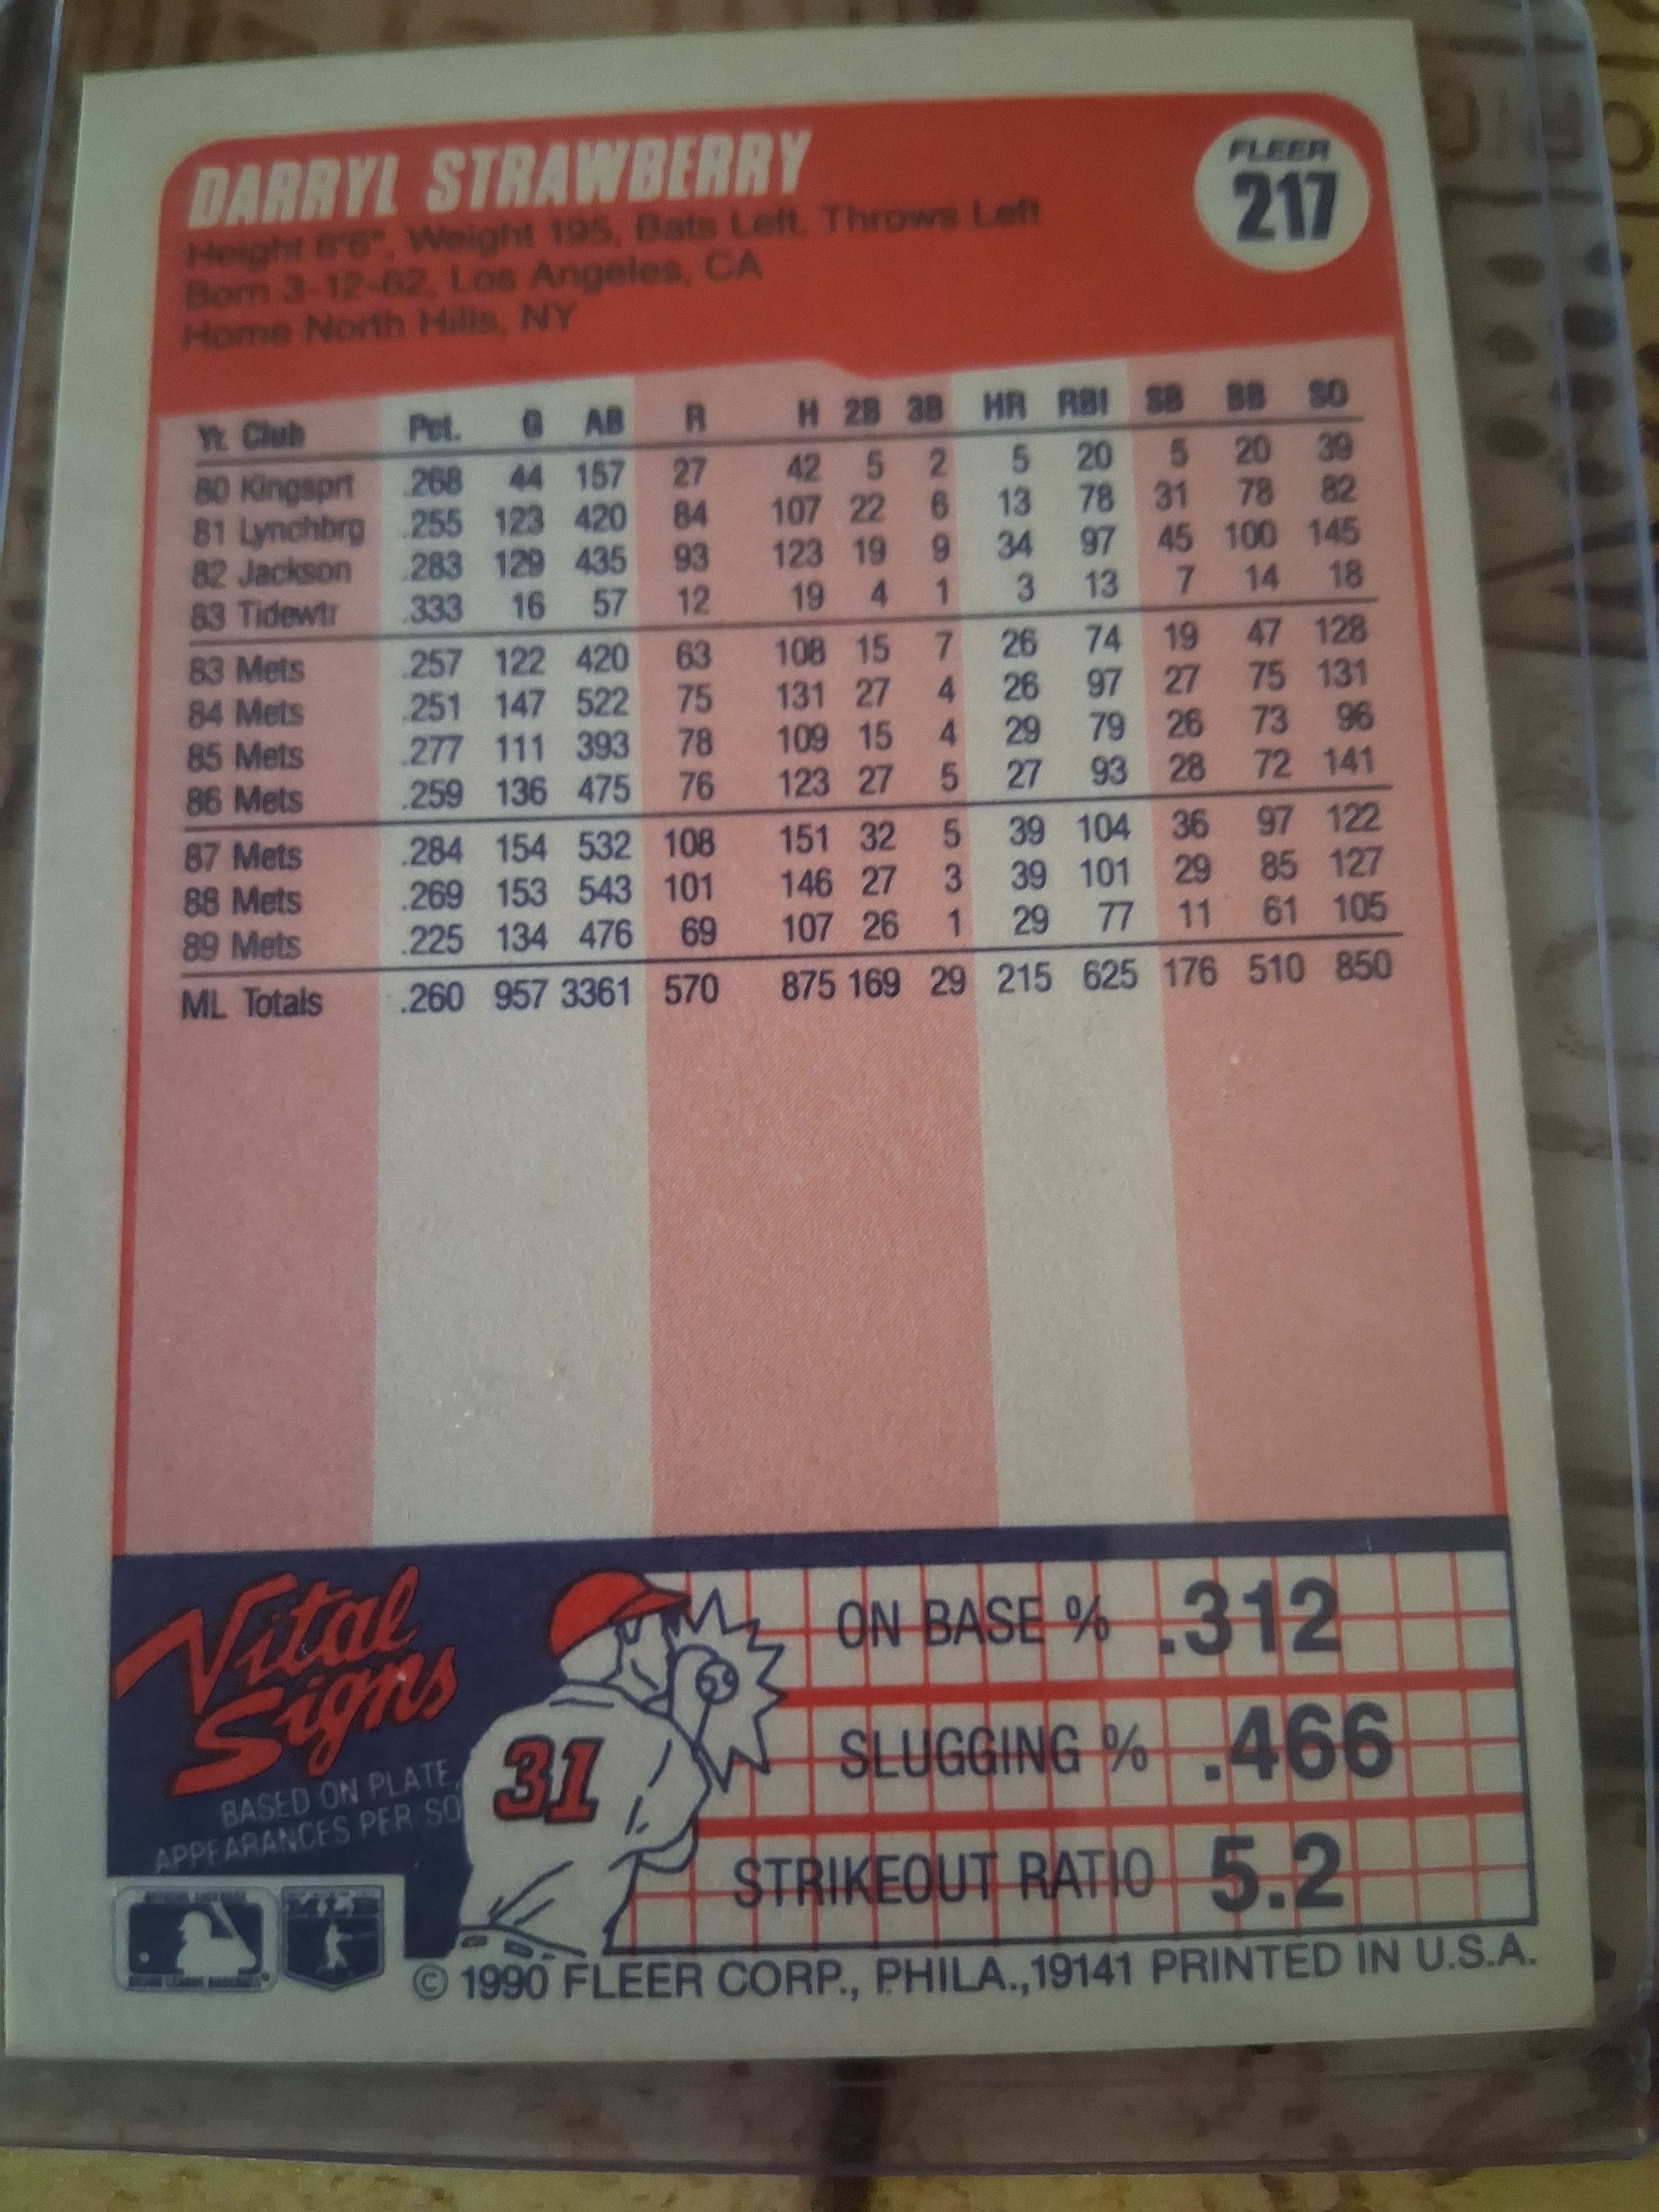 DARRYL STRAWBERRY
FLEER
217
Height 6'6", Weight 195, Bats Left, Throws Left
Born 3-12-62, Los Angeles, CA
Home North Hills, NY
Yr. Club Pct. G AB R H 2B 3B HR RBI SB BB SO
80 Kingsprt .268 44 157 27 42 5 2 5 20 5 20 39
81 Lynchbrg .255 123 420 84 107 22 6 13 78 31 78 82
82 Jackson .283 129 435 93 123 19 9 34 97 45 100 145
83 Tidewtr .333 16 57 12 19 4 1 3 13 7 14 18
83 Mets .257 122 420 63 108 15 7 26 74 19 47 128
84 Mets .251 147 522 75 131 27 4 26 97 27 75 131
85 Mets .277 111 393 78 109 15 4 29 79 26 73 96
86 Mets .259 136 475 76 123 27 5 27 93 28 72 141
87 Mets .284 154 532 108 151 32 5 39 104 36 97 122
88 Mets .269 153 543 101 146 27 3 39 101 29 85 127
89 Mets .225 134 476 69 107 26 1 29 77 11 61 105
ML Totals .260 957 3361 570 875 169 29 215 625 176 510 850
Vital
Signs
BASED ON PLATE
APPEARANCES PER SO
31
ON BASE % .312
SLUGGING % .466
STRIKEOUT RATIO 5.2
MLB
© 1990 FLEER CORP., PHILA., 19141 PRINTED IN U.S.A.